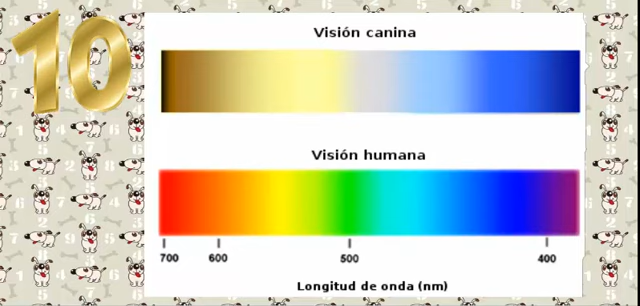 10
Visión canina
Visión humana
700 600 500 400
Longitud de onda (nm)